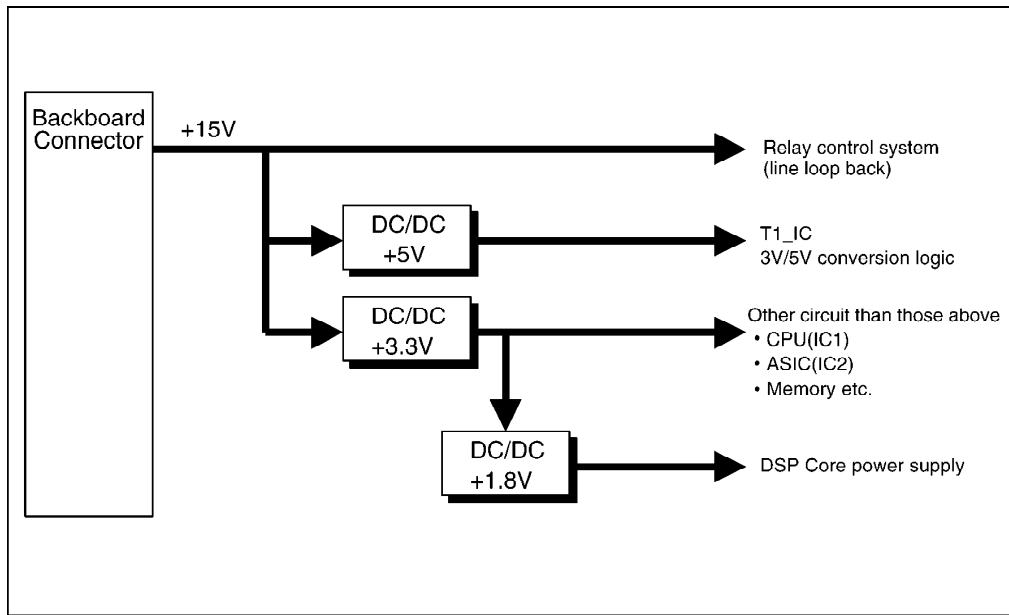 Backboard
Connector
+15V
Relay control system
(line loop back)
DC/DC
+5V
T1_IC
3V/5V conversion logic
DC/DC
+3.3V
Other circuit than those above
• CPU(IC1)
• ASIC(IC2)
• Memory etc.
DC/DC
+1.8V
DSP Core power supply